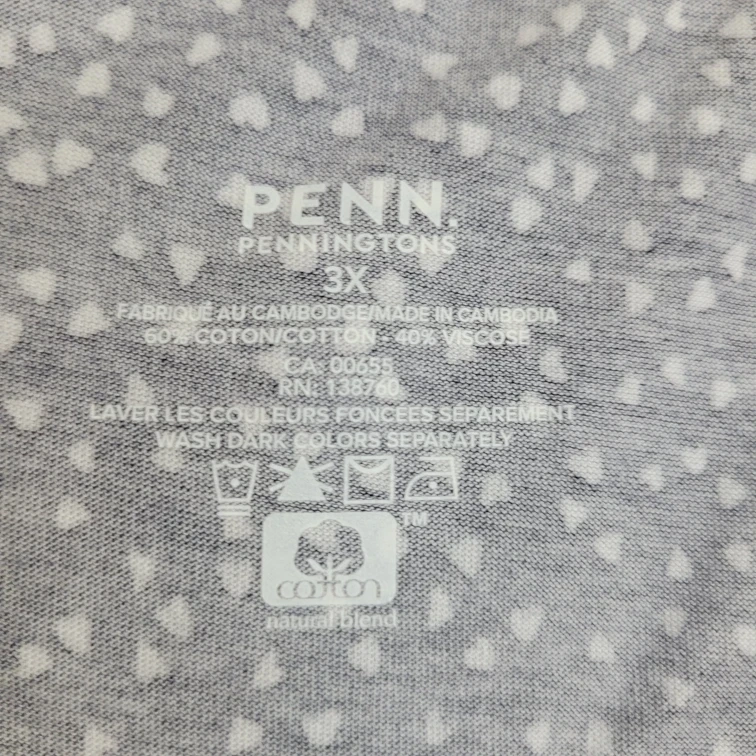 PENN.
PENNINGTONS
3X
FABRIQUÉ AU CAMBODGE/MADE IN CAMBODIA
60% COTON/COTTON - 40% VISCOSE
CA: 00655
RN: 138760
LAVER LES COULEURS FONCÉES SÉPARÉMENT
WASH DARK COLORS SEPARATELY
TM
cotton
natural blend